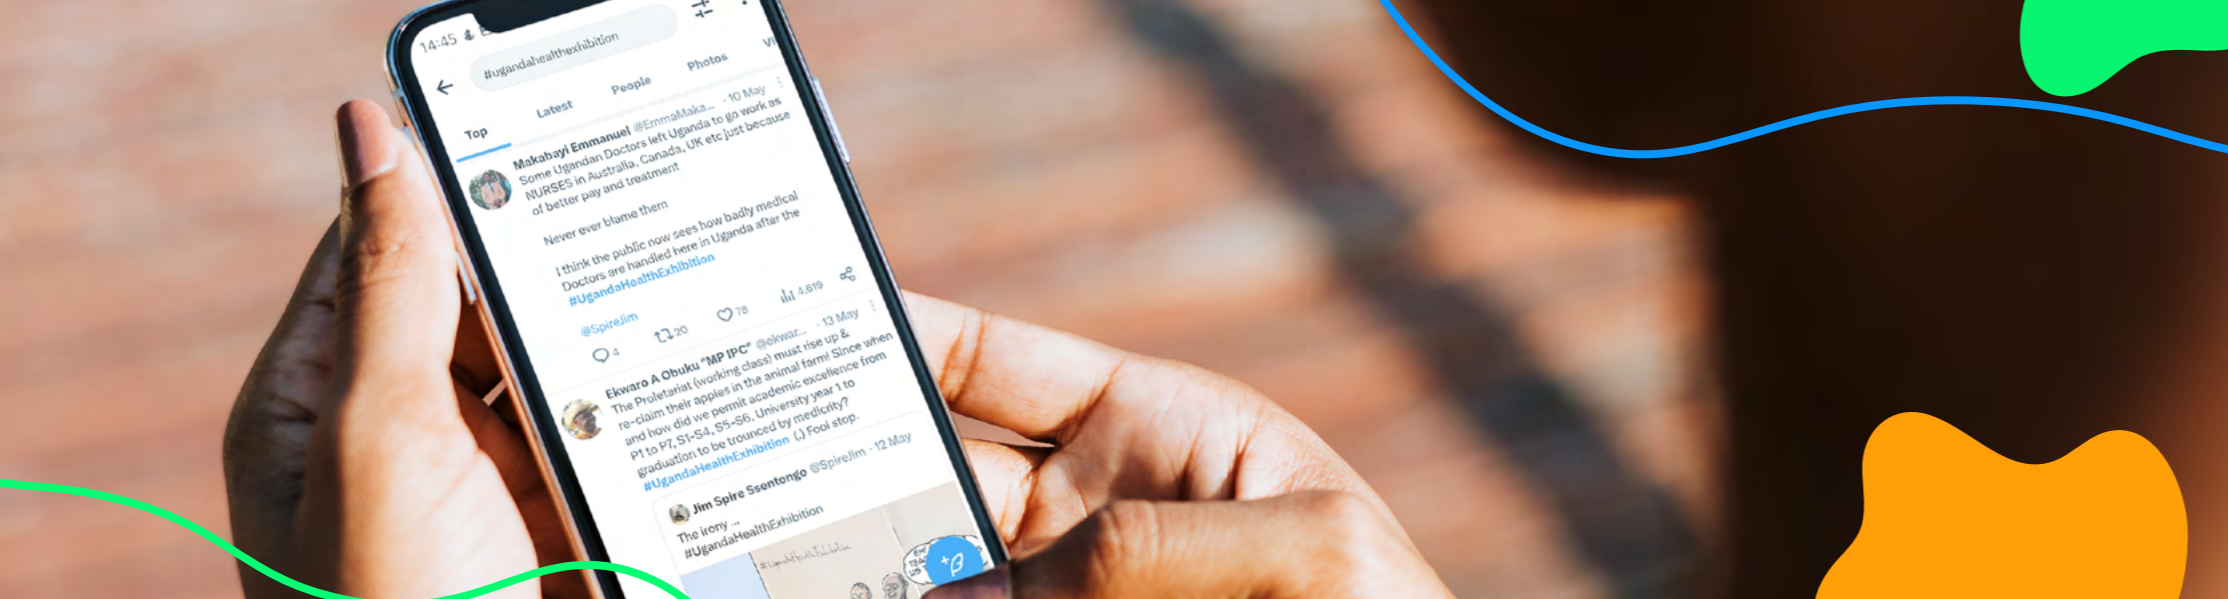 14:45
#ugandahealthexhibition
Top
Latest
People
Photos
Makabayi Emmanuel @EmmaMaka... · 10 May
Some Ugandan Doctors left Uganda to go work as
NURSES in Australia, Canada, UK etc just because
of better pay and treatment
Never ever blame them
I think the public now sees how badly medical
Doctors are handled here in Uganda after the
#UgandaHealthExhibition
@SpireJim
4
20
78
4,619
Ekwaro A Obuku "MP IPC" @ekwar... · 13 May
The Proletariat (working class) must rise up &
re-claim their apples in the animal farm! Since when
and how did we permit academic excellence from
P1 to P7, S1-S4, S5-S6, University year 1 to
graduation to be trounced by medicrity?
#UgandaHealthExhibition (.) Fool stop.
Jim Spire Ssentongo @SpireJim · 12 May
The irony ...
#UgandaHealthExhibition
#UgandaHealthExhibition